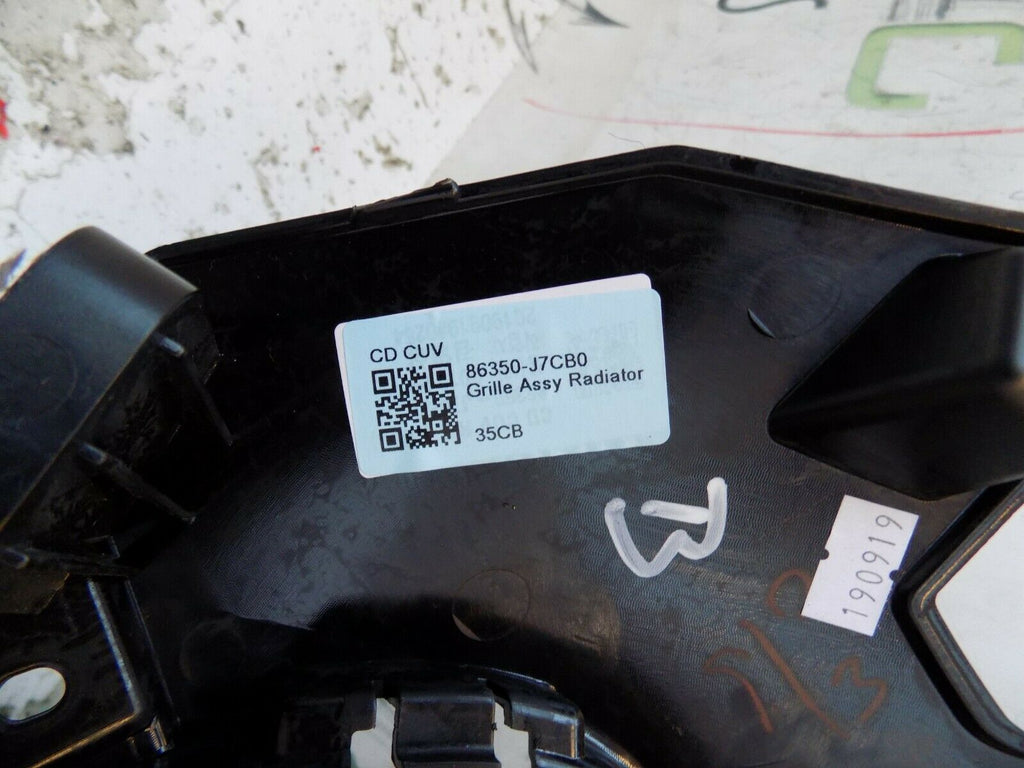 CD CUV
86350-J7CB0
Grille Assy Radiator
35CB
190919